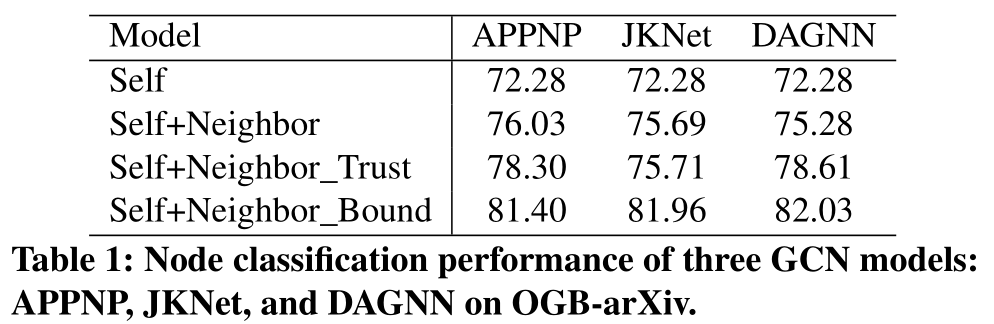 Model APPNP JKNet DAGNN
Self 72.28 72.28 72.28
Self+Neighbor 76.03 75.69 75.28
Self+Neighbor_Trust 78.30 75.71 78.61
Self+Neighbor_Bound 81.40 81.96 82.03
Table 1: Node classification performance of three GCN models:
APPNP, JKNet, and DAGNN on OGB-arXiv.